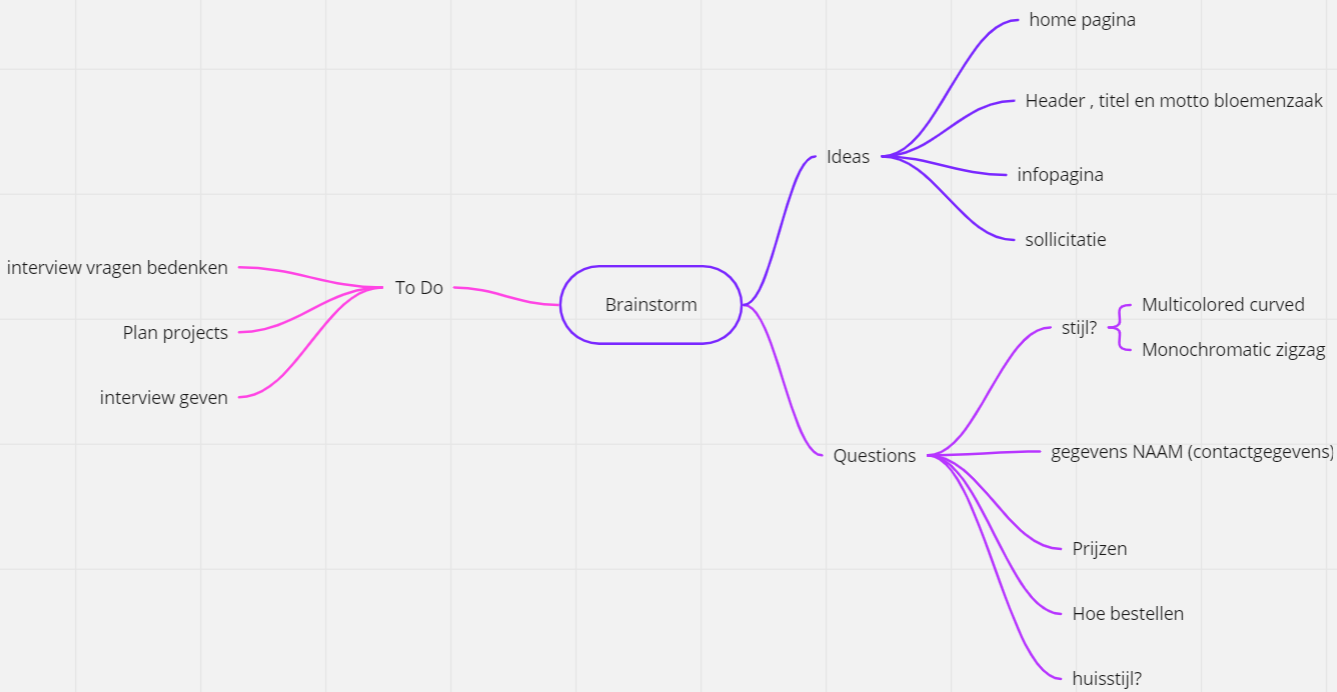 Brainstorm
Ideas
home pagina
Header , titel en motto bloemenzaak
infopagina
sollicitatie
Questions
stijl?
Multicolored curved
Monochromatic zigzag
gegevens NAAM (contactgegevens)
Prijzen
Hoe bestellen
huisstijl?
To Do
interview vragen bedenken
Plan projects
interview geven